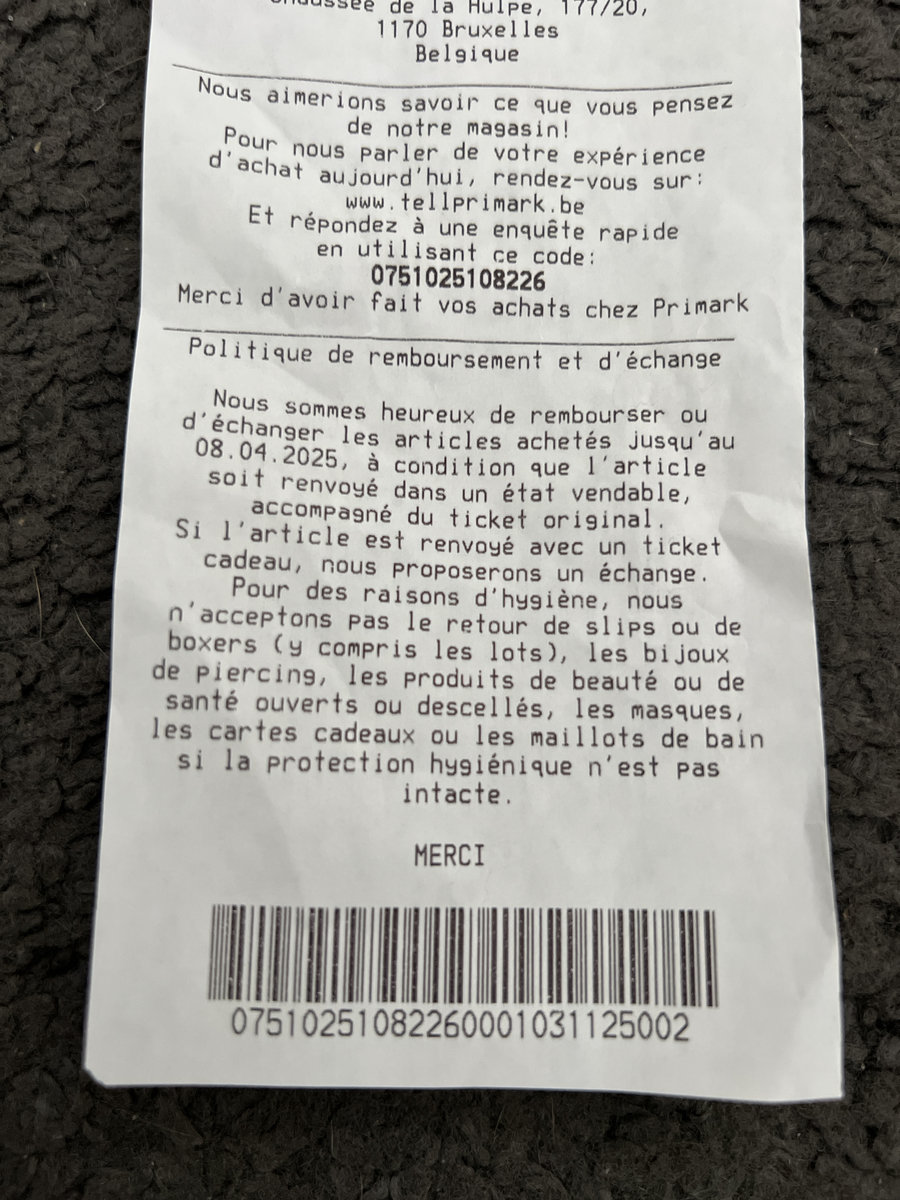 Chaussée de la Hulpe, 177/20,
1170 Bruxelles
Belgique
Nous aimerions savoir ce que vous pensez
de notre magasin!
Pour nous parler de votre expérience
d'achat aujourd'hui, rendez-vous sur:
www.tellprimark.be
Et répondez à une enquête rapide
en utilisant ce code:
0751025108226
Merci d'avoir fait vos achats chez Primark
Politique de remboursement et d'échange
Nous sommes heureux de rembourser ou
d'échanger les articles achetés jusqu'au
08.04.2025, à condition que l'article
soit renvoyé dans un état vendable,
accompagné du ticket original.
Si l'article est renvoyé avec un ticket
cadeau, nous proposerons un échange.
Pour des raisons d'hygiène, nous
n'acceptons pas le retour de slips ou de
boxers (y compris les lots), les bijoux
de piercing, les produits de beauté ou de
santé ouverts ou descellés, les masques,
les cartes cadeaux ou les maillots de bain
si la protection hygiénique n'est pas
intacte.
MERCI
07510251082260001031125002